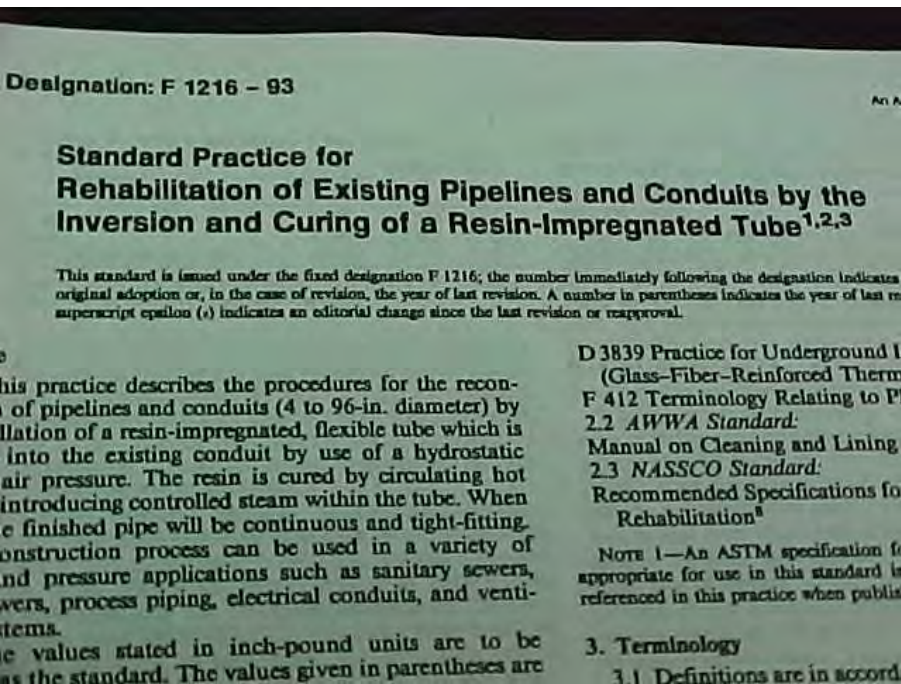 Designation: F 1216 – 93
An A
Standard Practice for
Rehabilitation of Existing Pipelines and Conduits by the
Inversion and Curing of a Resin-Impregnated Tube1,2,3
This standard is issued under the fixed designation F 1216; the number immediately following the designation indicates
original adoption or, in the case of revision, the year of last revision. A number in parentheses indicates the year of last
superscript epsilon (ε) indicates an editorial change since the last revision or reapproval.
his practice describes the procedures for the recon-
of pipelines and conduits (4 to 96-in. diameter) by
llation of a resin-impregnated, flexible tube which is
into the existing conduit by use of a hydrostatic
air pressure. The resin is cured by circulating hot
introducing controlled steam within the tube. When
e finished pipe will be continuous and tight-fitting.
onstruction process can be used in a variety of
nd pressure applications such as sanitary sewers,
wers, process piping, electrical conduits, and venti-
stems.
e values stated in inch-pound units are to be
as the standard. The values given in parentheses are
D 3839 Practice for Underground I
(Glass–Fiber–Reinforced Therm
F 412 Terminology Relating to Pl
2.2 AWWA Standard:
Manual on Cleaning and Lining
2.3 NASSCO Standard:
Recommended Specifications fo
Rehabilitation8
NOTE 1—An ASTM specification f
appropriate for use in this standard is
referenced in this practice when publis
3. Terminology
3.1 Definitions are in accord